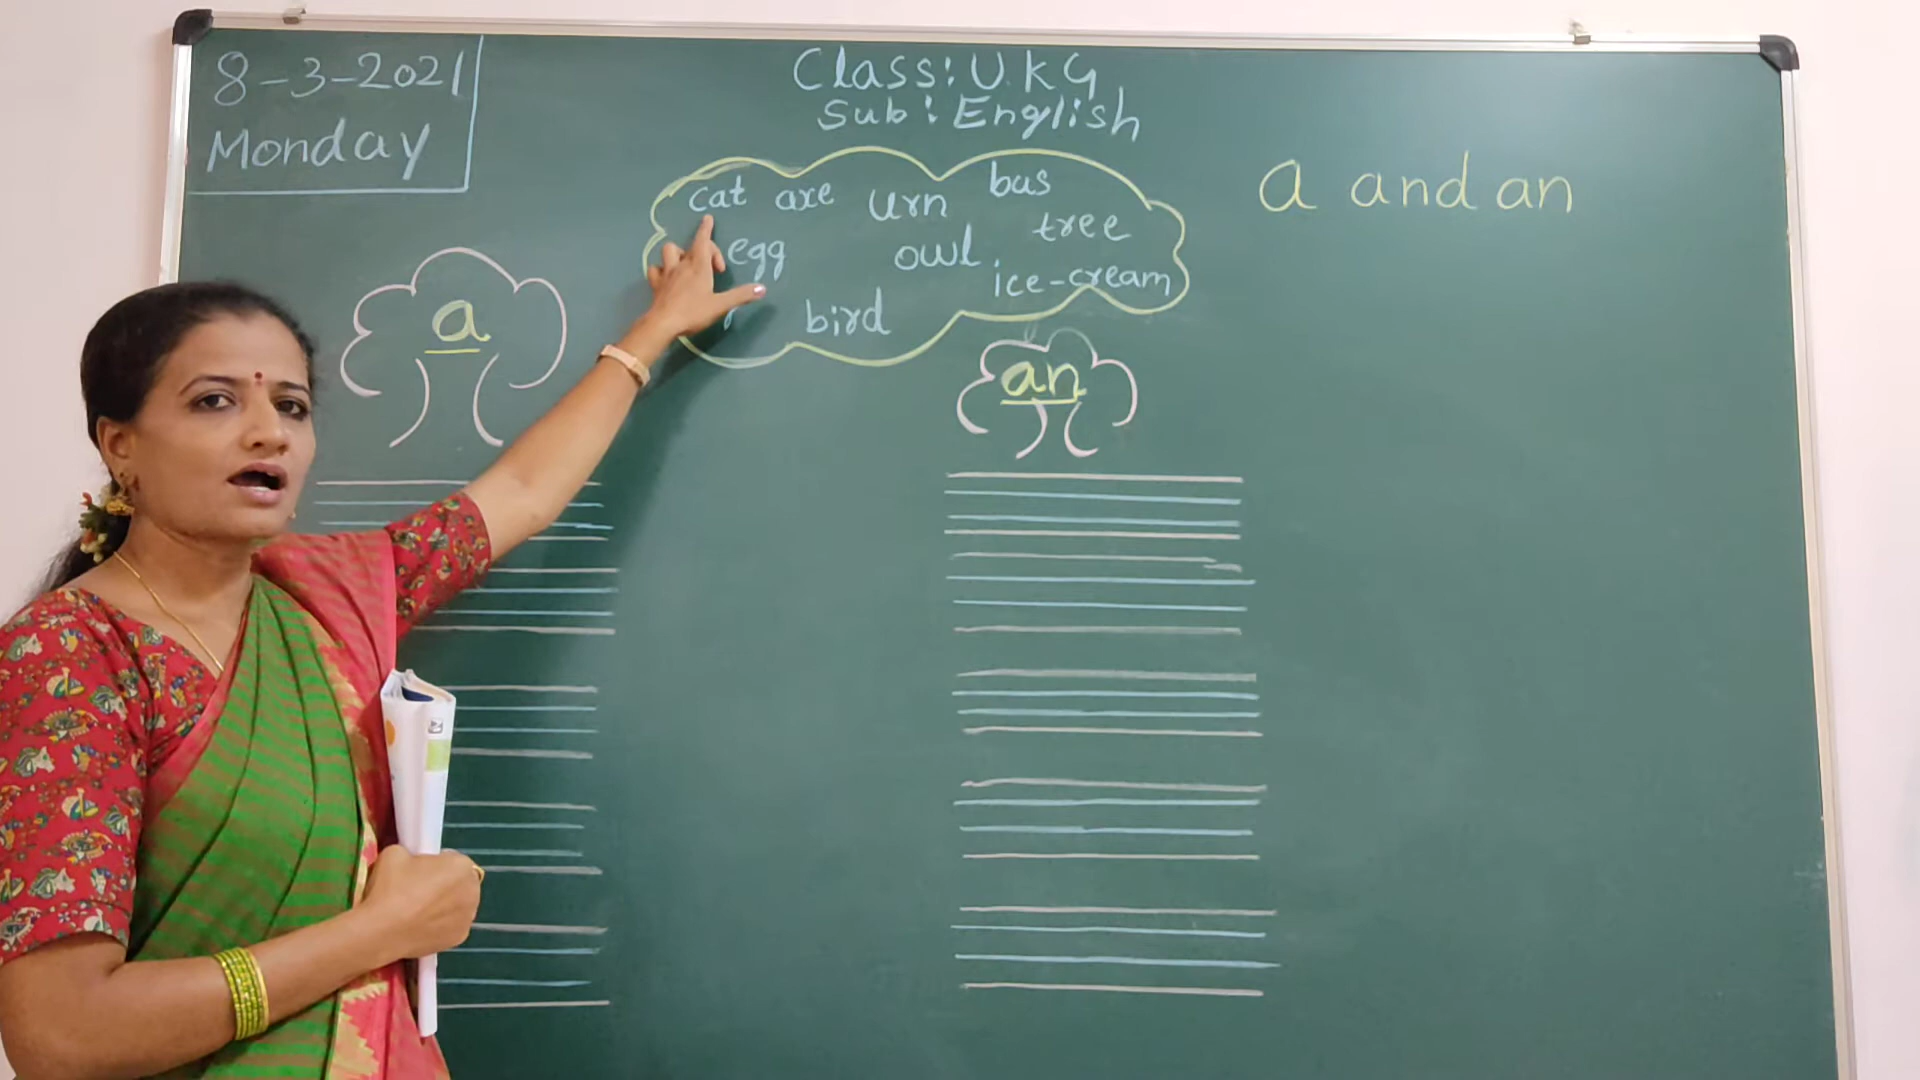 8-3-2021
Monday
Class: U.K.G
Sub: English
a and an
cat axe urn bus
egg owl tree
ice-cream
bird
a
an